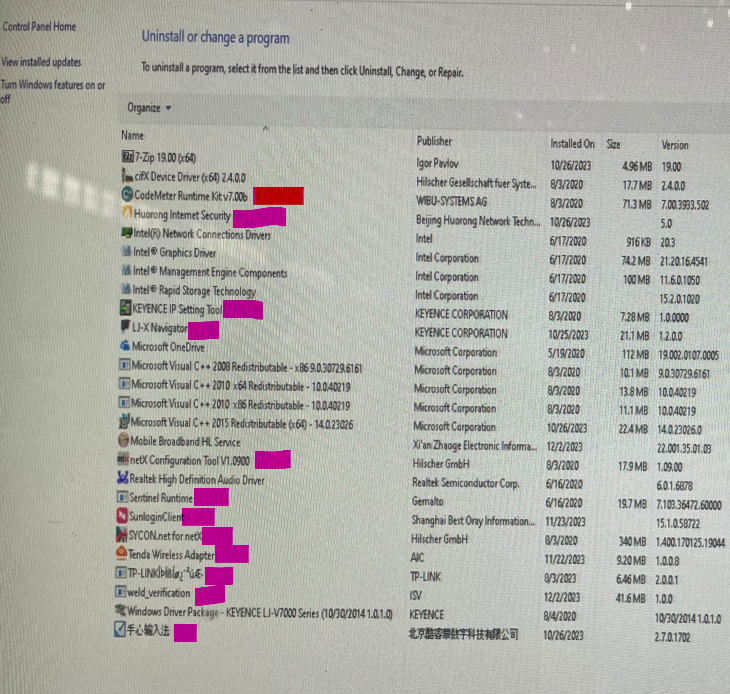 Control Panel Home
View installed updates
Turn Windows features on or
off
Uninstall or change a program
To uninstall a program, select it from the list and then click Uninstall, Change, or Repair.
Organize
Name Publisher Installed On Size Version
7-Zip 19.00 (x64) Igor Pavlov 10/26/2023 4.96 MB 19.00
cifX Device Driver (x64) 2.4.0.0 Hilscher Gesellschaft fuer Syste... 8/3/2020 17.7 MB 2.4.0.0
CodeMeter Runtime Kit v7.00b WIBU-SYSTEMS AG 8/3/2020 71.3 MB 7.00.3933.502
Huorong Internet Security Beijing Huorong Network Techn... 10/26/2023 5.0
Intel(R) Network Connections Drivers Intel 6/17/2020 916 KB 20.3
Intel® Graphics Driver Intel Corporation 6/17/2020 74.2 MB 21.20.16.4541
Intel® Management Engine Components Intel Corporation 6/17/2020 100 MB 11.6.0.1050
Intel® Rapid Storage Technology Intel Corporation 6/17/2020 15.2.0.1020
KEYENCE IP Setting Tool KEYENCE CORPORATION 8/3/2020 7.28 MB 1.0.0000
LJ-X Navigator KEYENCE CORPORATION 10/25/2023 21.1 MB 1.2.0.0
Microsoft OneDrive Microsoft Corporation 5/19/2020 112 MB 19.002.0107.0005
Microsoft Visual C++ 2008 Redistributable - x86 9.0.30729.6161 Microsoft Corporation 8/3/2020 10.1 MB 9.0.30729.6161
Microsoft Visual C++ 2010 x64 Redistributable - 10.0.40219 Microsoft Corporation 8/3/2020 13.8 MB 10.0.40219
Microsoft Visual C++ 2010 x86 Redistributable - 10.0.40219 Microsoft Corporation 8/3/2020 11.1 MB 10.0.40219
Microsoft Visual C++ 2015 Redistributable (x64) - 14.0.23026 Microsoft Corporation 10/26/2023 22.4 MB 14.0.23026.0
Mobile Broadband HL Service Xi'an Zhaoge Electronic Informa... 12/2/2023 22.001.35.01.03
netX Configuration Tool V1.0900 Hilscher GmbH 8/3/2020 17.9 MB 1.09.00
Realtek High Definition Audio Driver Realtek Semiconductor Corp. 6/16/2020 6.0.1.6878
Sentinel Runtime Gemalto 6/16/2020 19.7 MB 7.103.36472.60000
SunloginClient Shanghai Best Oray Information... 11/23/2023 15.1.0.58722
SYCON.net for netX Hilscher GmbH 8/3/2020 340 MB 1.400.170125.19044
Tenda Wireless Adapter AIC 11/22/2023 9.20 MB 1.0.0.8
TP-LINK TP-LINK 8/3/2023 6.46 MB 2.0.0.1
weld_verification ISV 12/2/2023 41.6 MB 1.0.0
Windows Driver Package - KEYENCE LJ-V7000 Series (10/30/2014 1.0.1.0) KEYENCE 8/4/2020 10/30/2014 1.0.1.0
手心输入法 北京酷容景数字科技有限公司 10/26/2023 2.7.0.1702